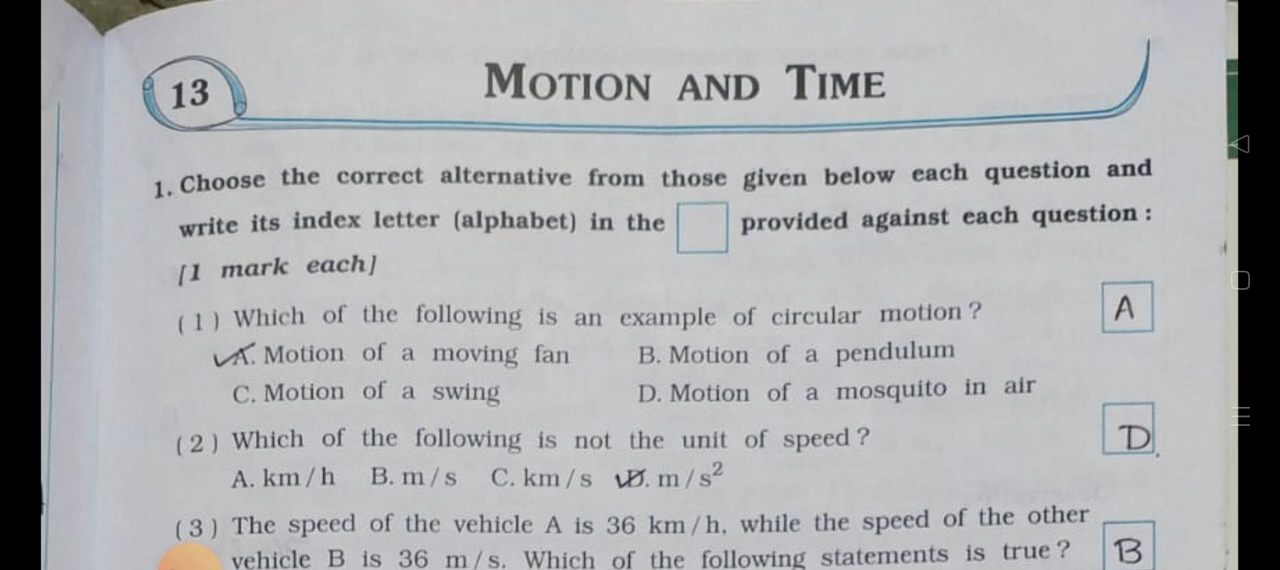 13
MOTION AND TIME
1. Choose the correct alternative from those given below each question and
write its index letter (alphabet) in the provided against each question :
[1 mark each]
(1) Which of the following is an example of circular motion? A
A. Motion of a moving fan B. Motion of a pendulum
C. Motion of a swing D. Motion of a mosquito in air
(2) Which of the following is not the unit of speed? D
A. km/h B. m/s C. km/s D. m/s²
(3) The speed of the vehicle A is 36 km/h, while the speed of the other
vehicle B is 36 m/s. Which of the following statements is true? B